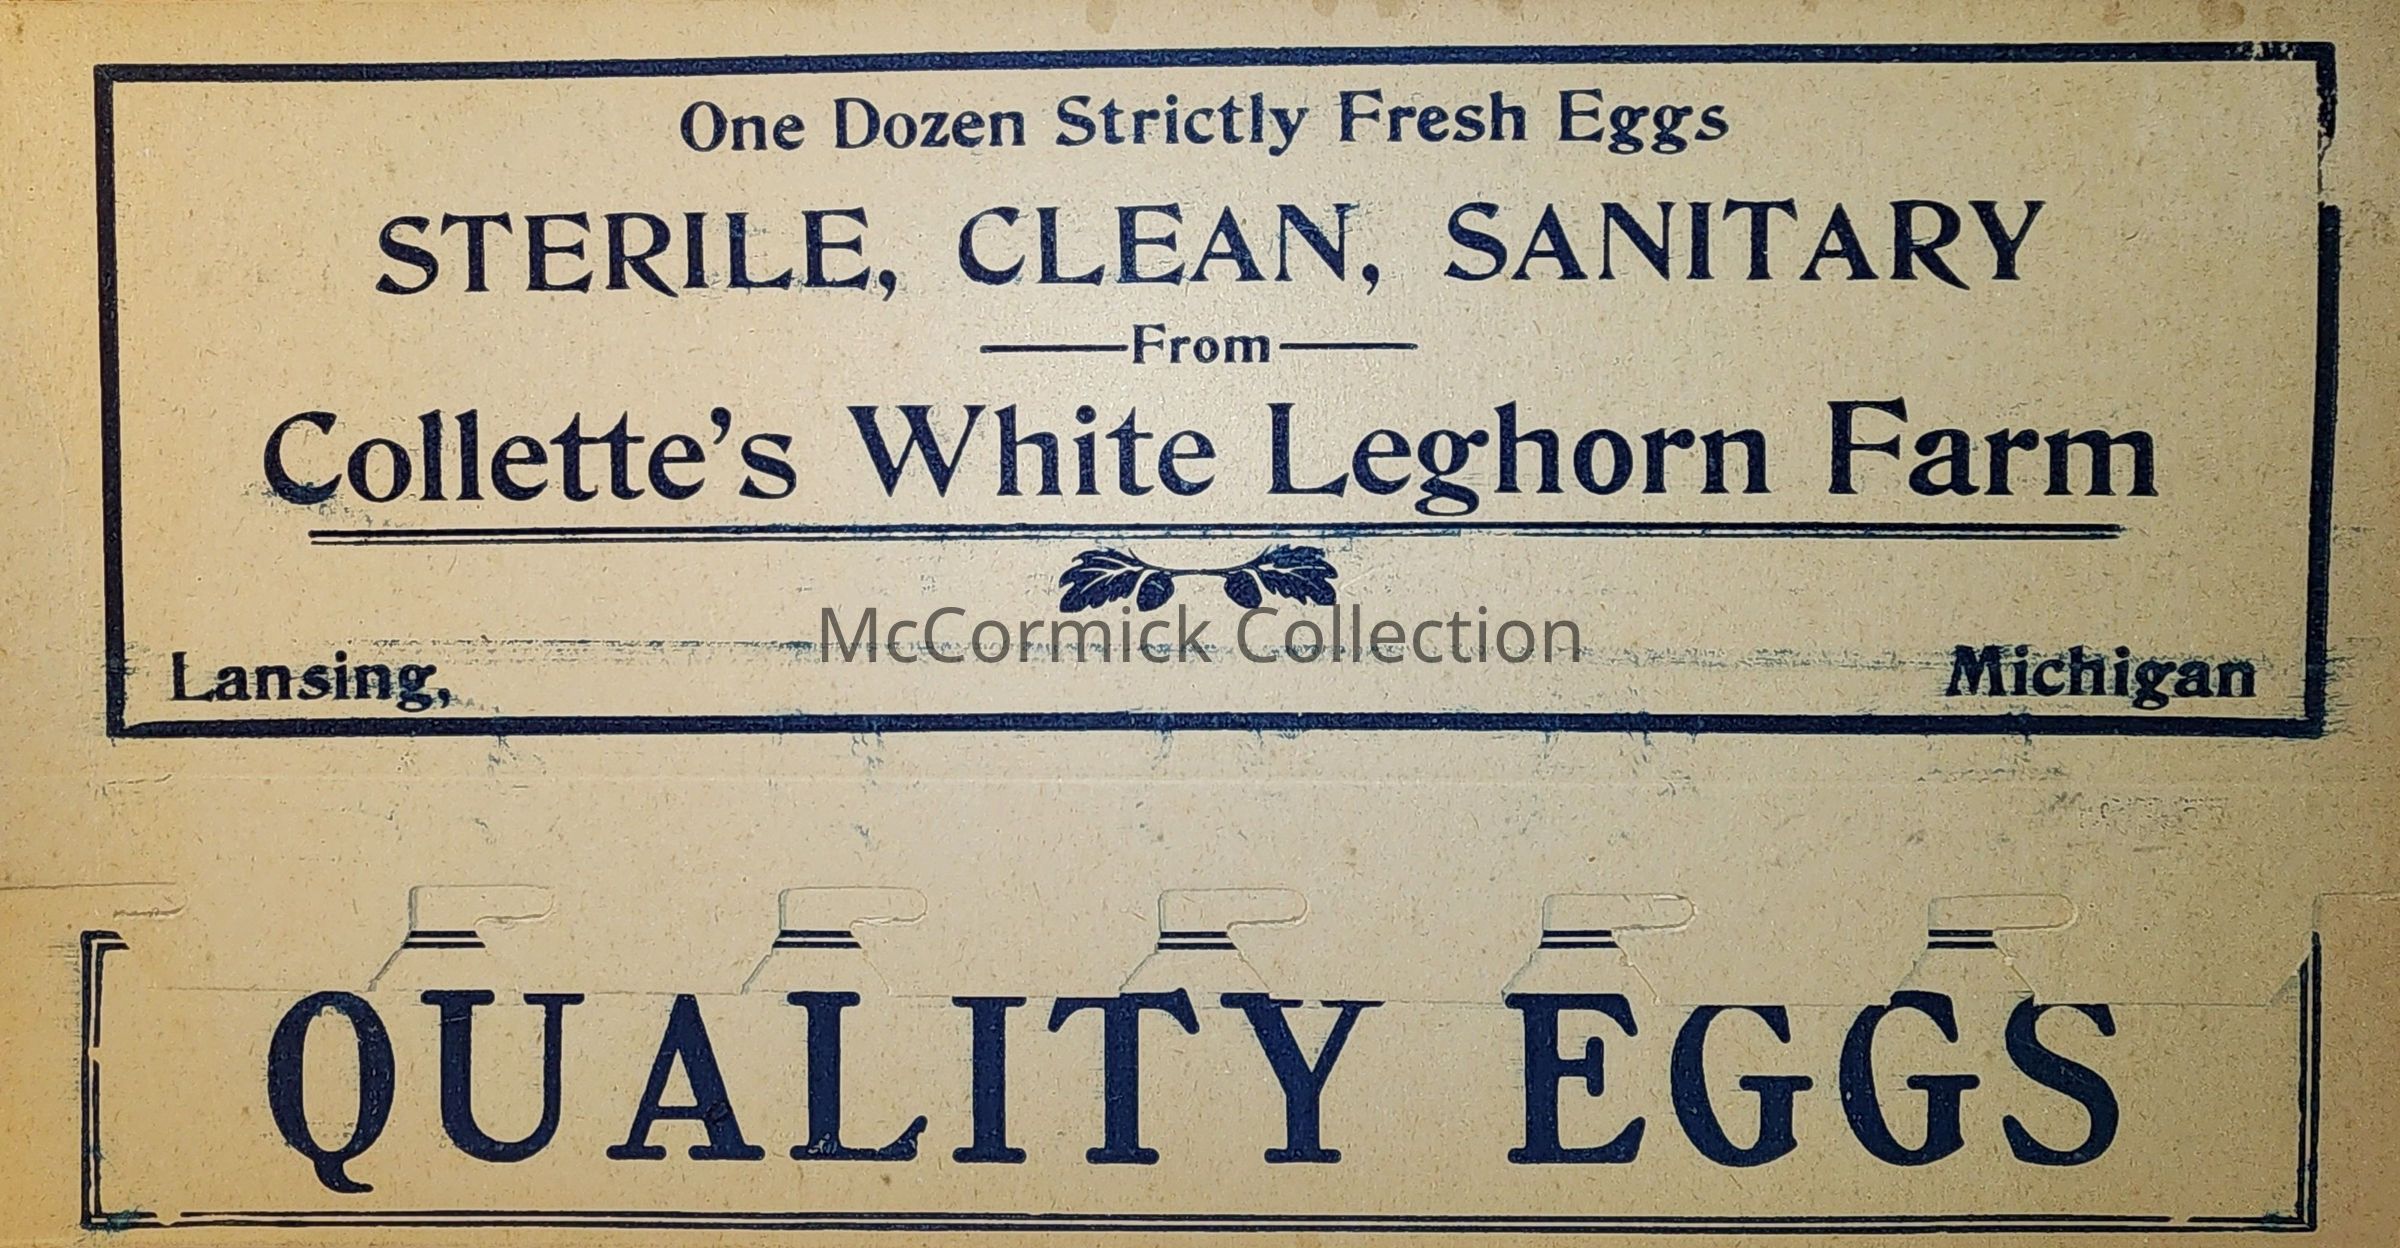 One Dozen Strictly Fresh Eggs
STERILE, CLEAN, SANITARY
From
Collette's White Leghorn Farm
McCormick Collection
Lansing, Michigan
QUALITY EGGS